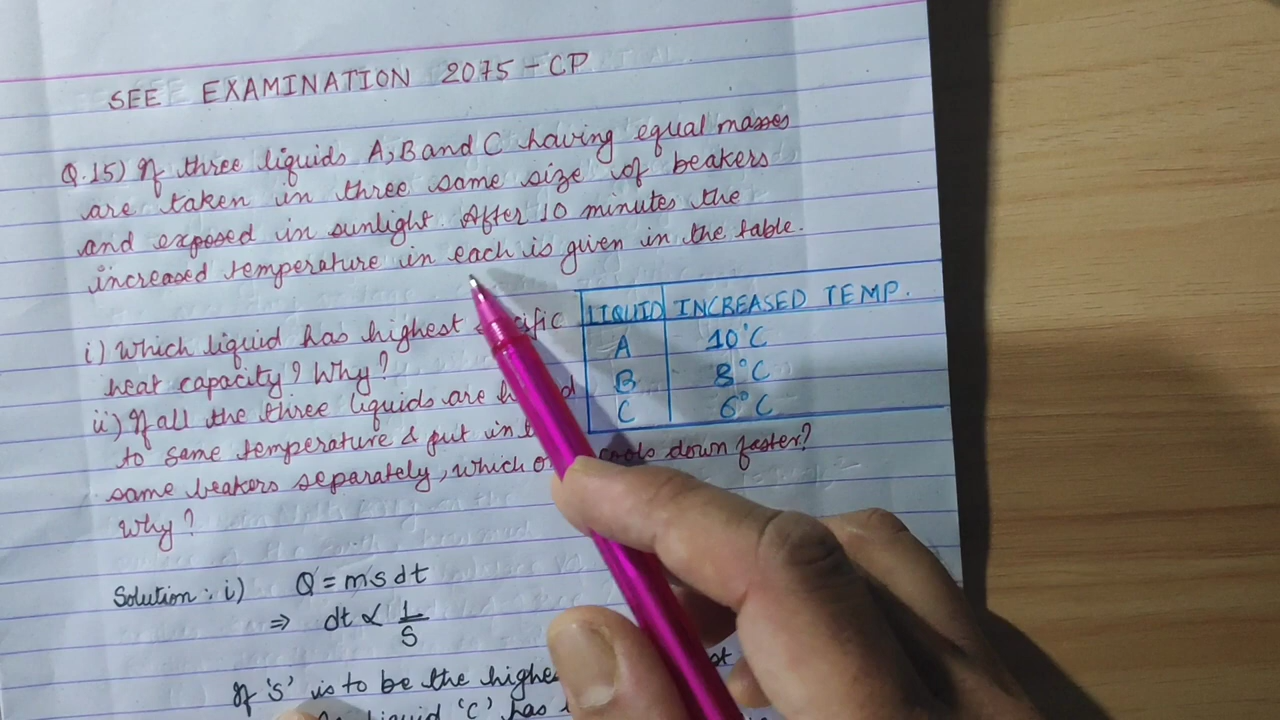 SEE EXAMINATION 2075 - CP
Q.15) If three liquids A, B and C having equal masses
are taken in three same size of beakers
and exposed in sunlight. After 10 minutes the
increased temperature in each is given in the table.
i) Which liquid has highest
heat capacity? Why?
ii) If all the three liquids are
to same temperature & put in
same beakers separately, which down faster?
Why?
LIQUID INCREASED TEMP.
A 10°C
B 8°C
C 6°C
Solution: i) Q = msdt
⇒ dt ∝ 1/S
If 'S' is to be the
liquid 'C' has